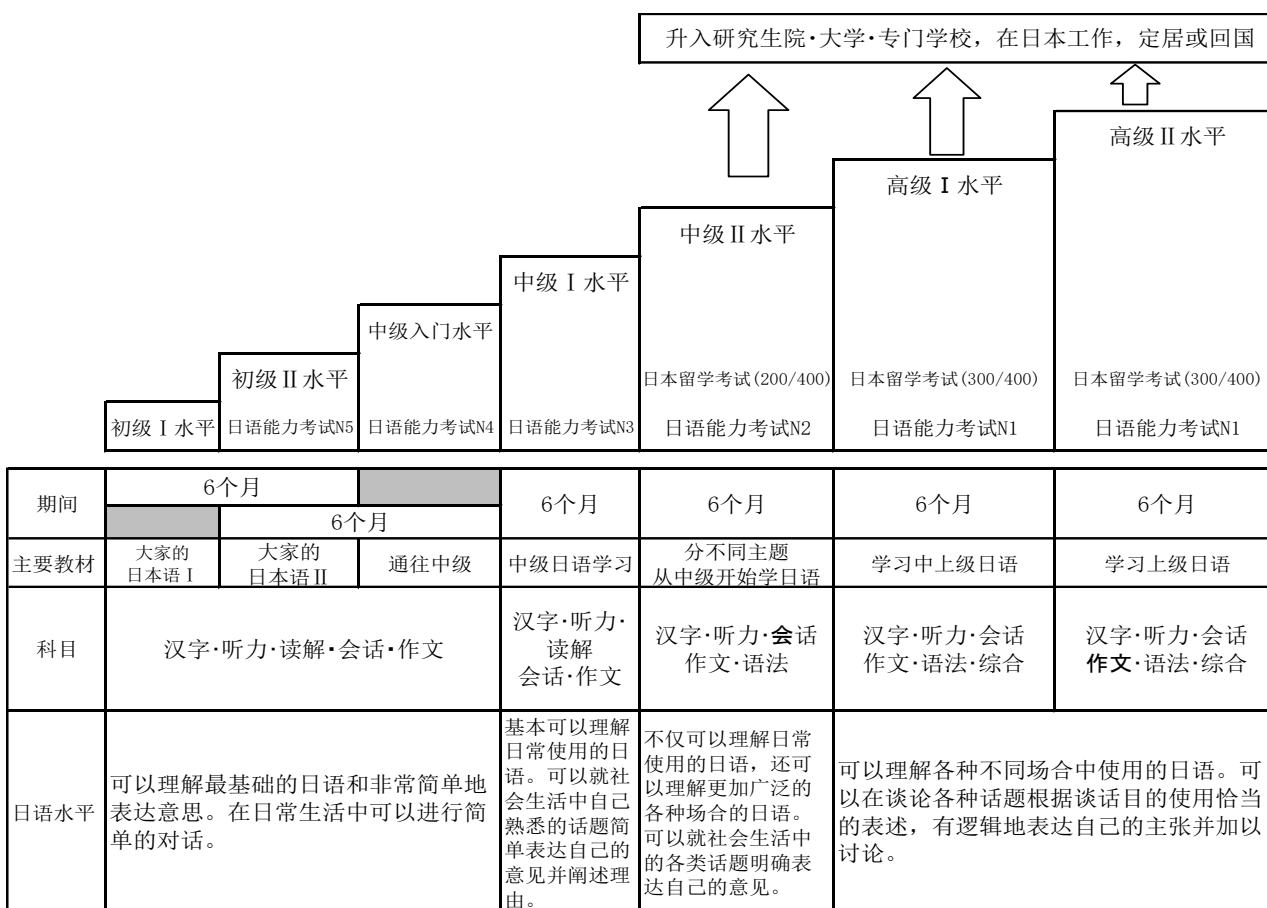 升入研究生院·大学·专门学校，在日本工作，定居或回国
高级Ⅱ水平
高级Ⅰ水平
中级Ⅱ水平
中级Ⅰ水平
中级入门水平
初级Ⅱ水平
日本留学考试(200/400)
日本留学考试(300/400)
日本留学考试(300/400)
初级Ⅰ水平
日语能力考试N5
日语能力考试N4
日语能力考试N3
日语能力考试N2
日语能力考试N1
日语能力考试N1
期间
6个月
6个月
6个月
6个月
6个月
6个月
主要教材
大家的
日本语Ⅰ
大家的
日本语Ⅱ
通往中级
中级日语学习
分不同主题
从中级开始学日语
学习中上级日语
学习上级日语
科目
汉字·听力·读解·会话·作文
汉字·听力·
读解
会话·作文
汉字·听力·会话
作文·语法
汉字·听力·会话
作文·语法·综合
汉字·听力·会话
作文·语法·综合
日语水平
可以理解最基础的日语和非常简单地
表达意思。在日常生活中可以进行简
单的对话。
基本可以理解
日常使用的日
语。可以就社
会生活中自己
熟悉的话题简
单表达自己的
意见并阐述理
由。
不仅可以理解日常
使用的日语，还可
以理解更加广泛的
各种场合的日语。
可以就社会生活中
的各类话题明确表
达自己的意见。
可以理解各种不同场合中使用的日语。可
以在谈论各种话题根据谈话目的使用恰当
的表述，有逻辑地表达自己的主张并加以
讨论。